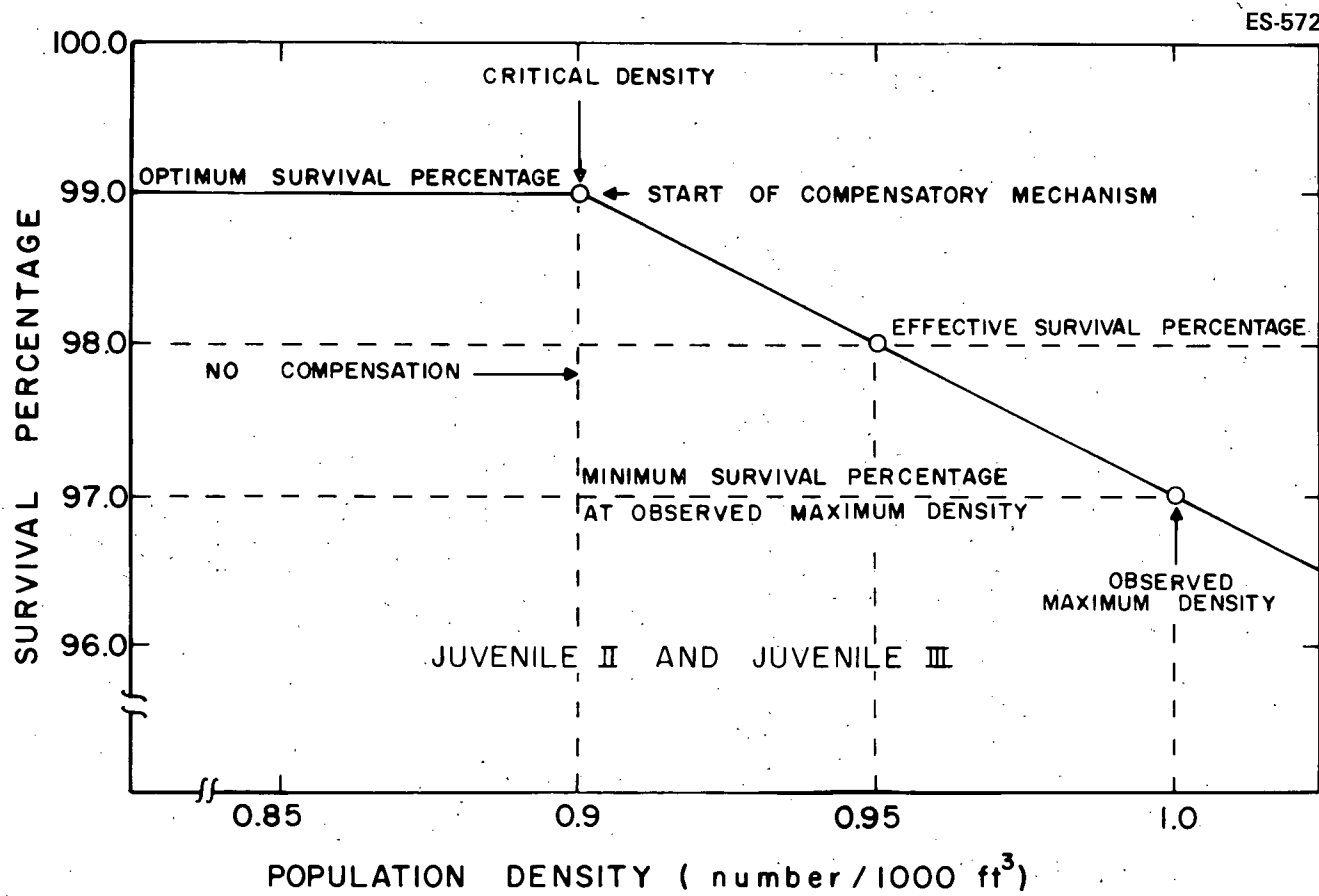 ES-572
100.0
CRITICAL DENSITY
OPTIMUM SURVIVAL PERCENTAGE
99.0
START OF COMPENSATORY MECHANISM
EFFECTIVE SURVIVAL PERCENTAGE
98.0
NO COMPENSATION
MINIMUM SURVIVAL PERCENTAGE
97.0
AT OBSERVED MAXIMUM DENSITY
OBSERVED
MAXIMUM DENSITY
96.0
JUVENILE II AND JUVENILE III
SURVIVAL PERCENTAGE
0.85
0.9
0.95
1.0
POPULATION DENSITY ( number / 1000 ft³)